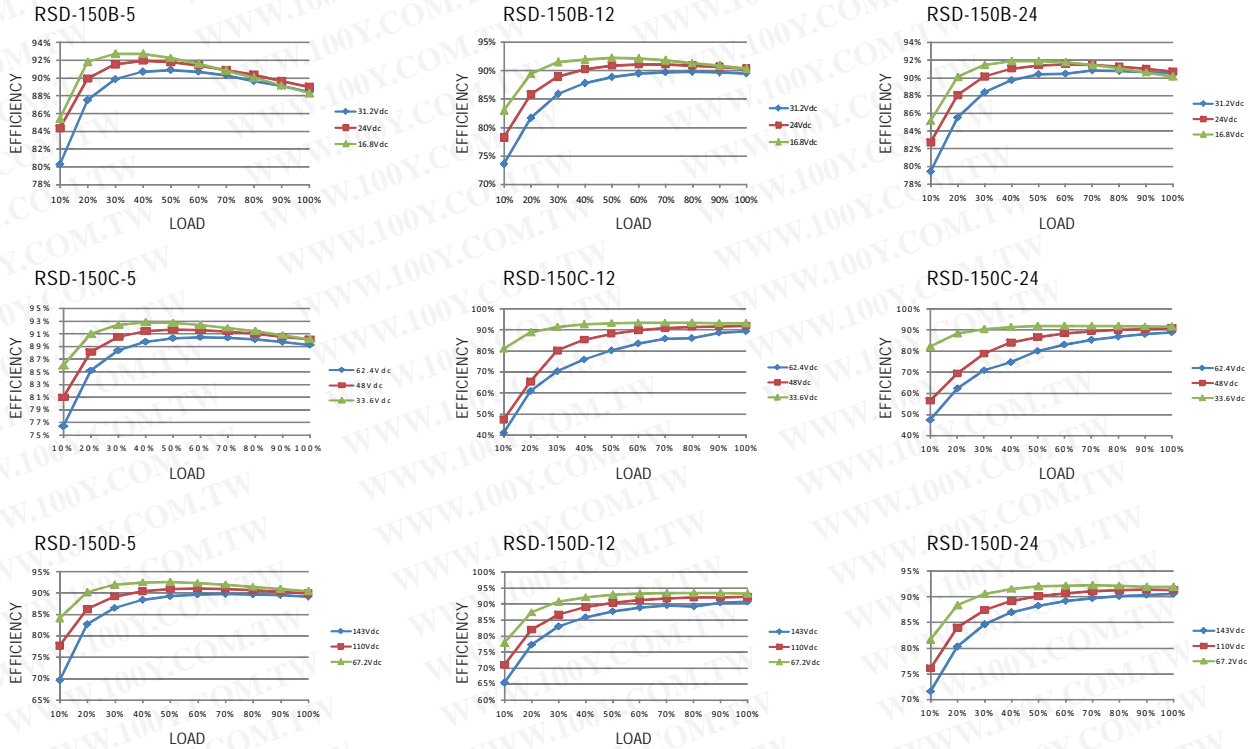 RSD-150B-5
EFFICIENCY
94%
92%
90%
88%
86%
84%
82%
80%
78%
10% 20% 30% 40% 50% 60% 70% 80% 90% 100%
LOAD
31.2Vdc
24Vdc
16.8Vdc
RSD-150B-12
EFFICIENCY
95%
90%
85%
80%
75%
70%
10% 20% 30% 40% 50% 60% 70% 80% 90% 100%
LOAD
31.2Vdc
24Vdc
16.8Vdc
RSD-150B-24
EFFICIENCY
94%
92%
90%
88%
86%
84%
82%
80%
78%
10% 20% 30% 40% 50% 60% 70% 80% 90% 100%
LOAD
31.2Vdc
24Vdc
16.8Vdc
RSD-150C-5
EFFICIENCY
95%
93%
91%
89%
87%
85%
83%
81%
79%
77%
75%
10% 20% 30% 40% 50% 60% 70% 80% 90% 100%
LOAD
62.4Vdc
48Vdc
33.6Vdc
RSD-150C-12
EFFICIENCY
100%
90%
80%
70%
60%
50%
40%
10% 20% 30% 40% 50% 60% 70% 80% 90% 100%
LOAD
62.4Vdc
48Vdc
33.6Vdc
RSD-150C-24
EFFICIENCY
100%
90%
80%
70%
60%
50%
40%
10% 20% 30% 40% 50% 60% 70% 80% 90% 100%
LOAD
62.4Vdc
48Vdc
33.6Vdc
RSD-150D-5
EFFICIENCY
95%
90%
85%
80%
75%
70%
65%
10% 20% 30% 40% 50% 60% 70% 80% 90% 100%
LOAD
143Vdc
110Vdc
67.2Vdc
RSD-150D-12
EFFICIENCY
100%
95%
90%
85%
80%
75%
70%
65%
60%
10% 20% 30% 40% 50% 60% 70% 80% 90% 100%
LOAD
143Vdc
110Vdc
67.2Vdc
RSD-150D-24
EFFICIENCY
95%
90%
85%
80%
75%
70%
10% 20% 30% 40% 50% 60% 70% 80% 90% 100%
LOAD
143Vdc
110Vdc
67.2Vdc
WWW.100Y.COM.TW